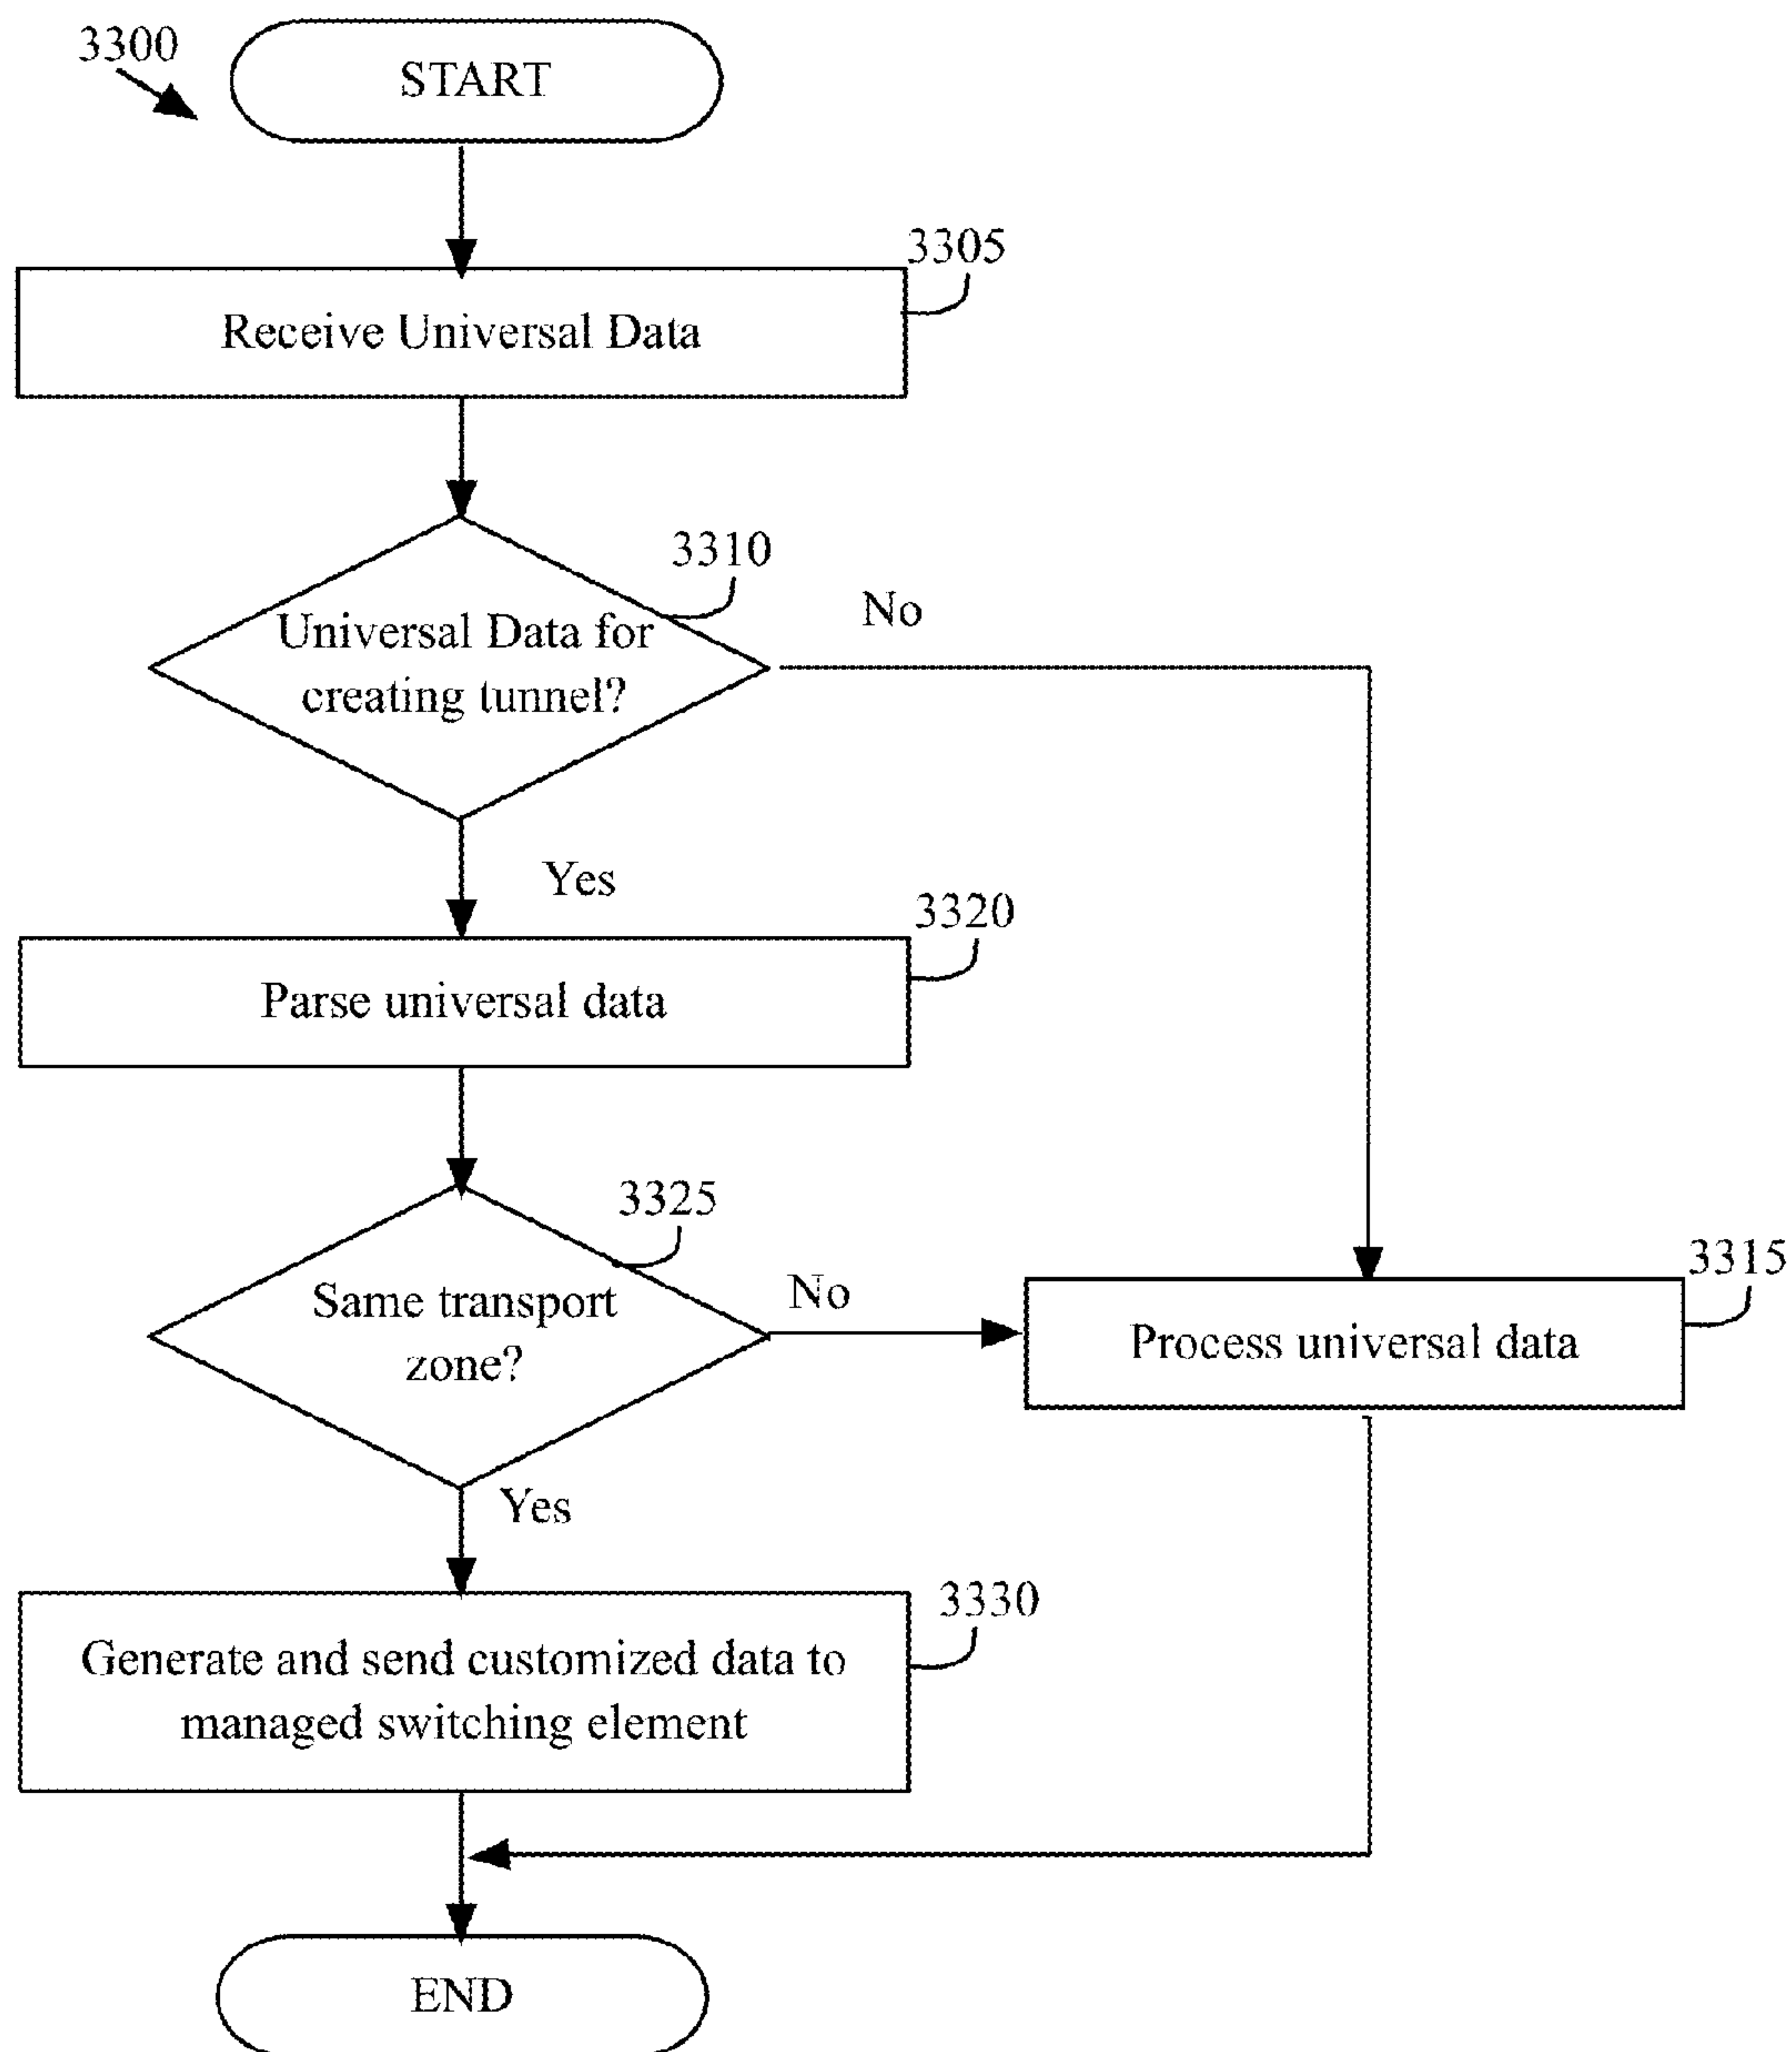 3300
START
3305
Receive Universal Data
3310
Universal Data for
creating tunnel?
No
Yes
3320
Parse universal data
3325
Same transport
zone?
No
3315
Process universal data
Yes
3330
Generate and send customized data to
managed switching element
END